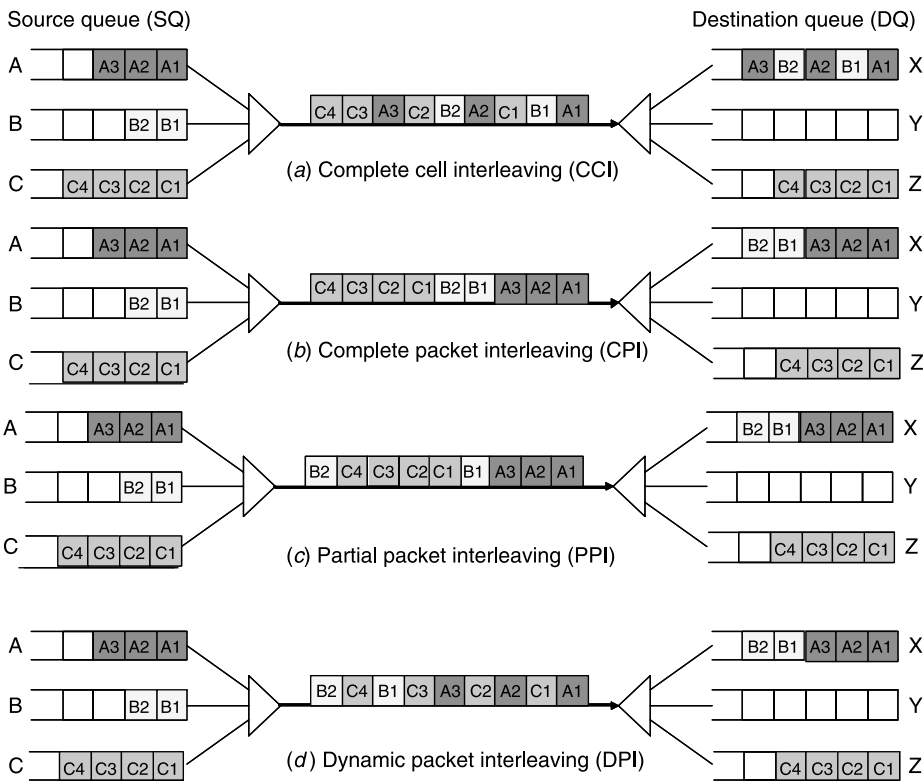 Source queue (SQ) Destination queue (DQ)
A A3 A2 A1 A3 B2 A2 B1 A1 X
B B2 B1 C4 C3 A3 C2 B2 A2 C1 B1 A1 Y
(a) Complete cell interleaving (CCI)
C C4 C3 C2 C1 C4 C3 C2 C1 Z
A A3 A2 A1 B2 B1 A3 A2 A1 X
B B2 B1 C4 C3 C2 C1 B2 B1 A3 A2 A1 Y
(b) Complete packet interleaving (CPI)
C C4 C3 C2 C1 C4 C3 C2 C1 Z
A A3 A2 A1 B2 B1 A3 A2 A1 X
B B2 B1 B2 C4 C3 C2 C1 B1 A3 A2 A1 Y
C C4 C3 C2 C1 C4 C3 C2 C1 Z
(c) Partial packet interleaving (PPI)
A A3 A2 A1 B2 B1 A3 A2 A1 X
B B2 B1 B2 C4 B1 C3 A3 C2 A2 C1 A1 Y
(d) Dynamic packet interleaving (DPI)
C C4 C3 C2 C1 C4 C3 C2 C1 Z